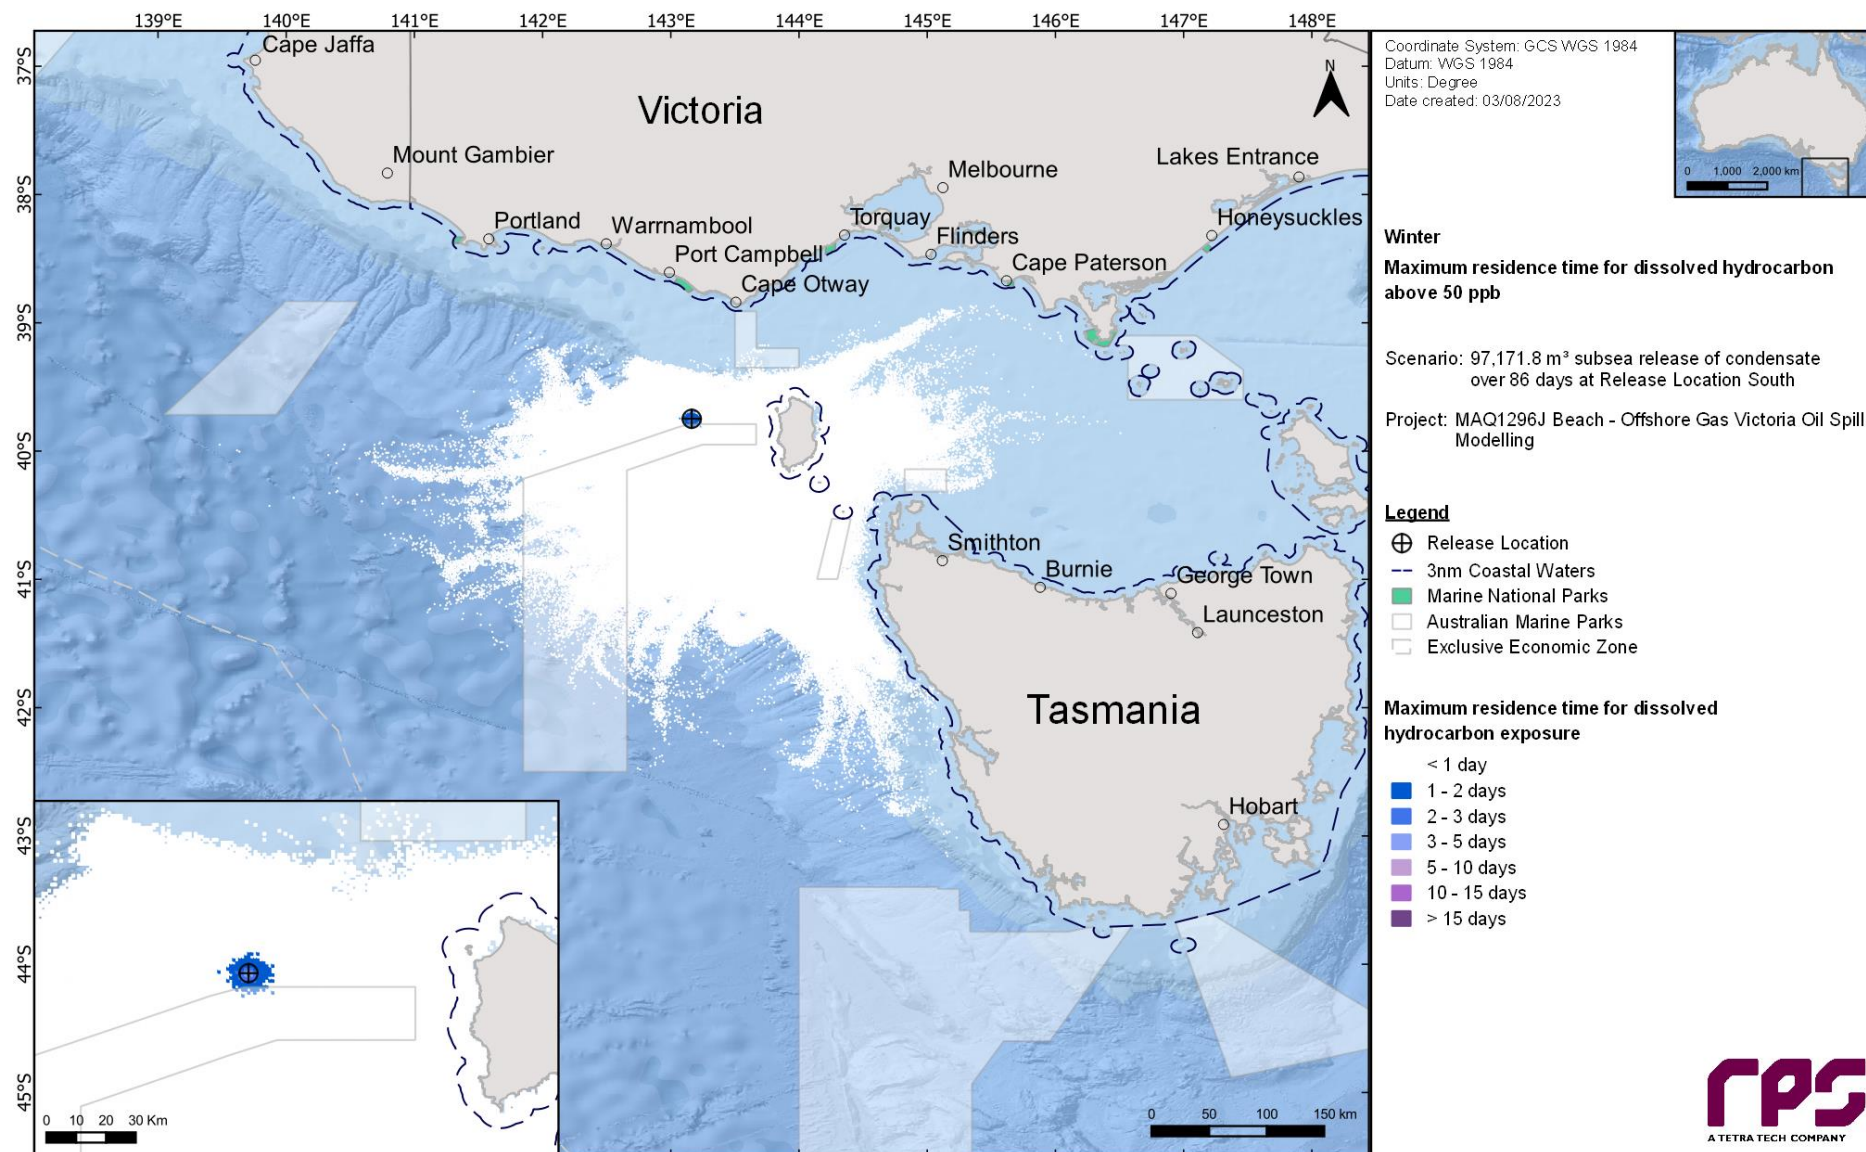 139°E 140°E 141°E 142°E 143°E 144°E 145°E 146°E 147°E 148°E
37°S
38°S
39°S
40°S
41°S
42°S
43°S
44°S
45°S
Cape Jaffa
Victoria
N
Mount Gambier
Melbourne
Lakes Entrance
Portland
Warrnambool
Torquay
Honeysuckles
Flinders
Port Campbell
Cape Paterson
Cape Otway
Smithton
Burnie
George Town
Launceston
Tasmania
Hobart
0 10 20 30 Km
0 50 100 150 km
Coordinate System: GCS WGS 1984
Datum: WGS 1984
Units: Degree
Date created: 03/08/2023
0 1,000 2,000 km
Winter
Maximum residence time for dissolved hydrocarbon
above 50 ppb
Scenario: 97,171.8 m³ subsea release of condensate
over 86 days at Release Location South
Project: MAQ1296J Beach - Offshore Gas Victoria Oil Spill
Modelling
Legend
Release Location
3nm Coastal Waters
Marine National Parks
Australian Marine Parks
Exclusive Economic Zone
Maximum residence time for dissolved
hydrocarbon exposure
< 1 day
1 - 2 days
2 - 3 days
3 - 5 days
5 - 10 days
10 - 15 days
> 15 days
rps
A TETRA TECH COMPANY